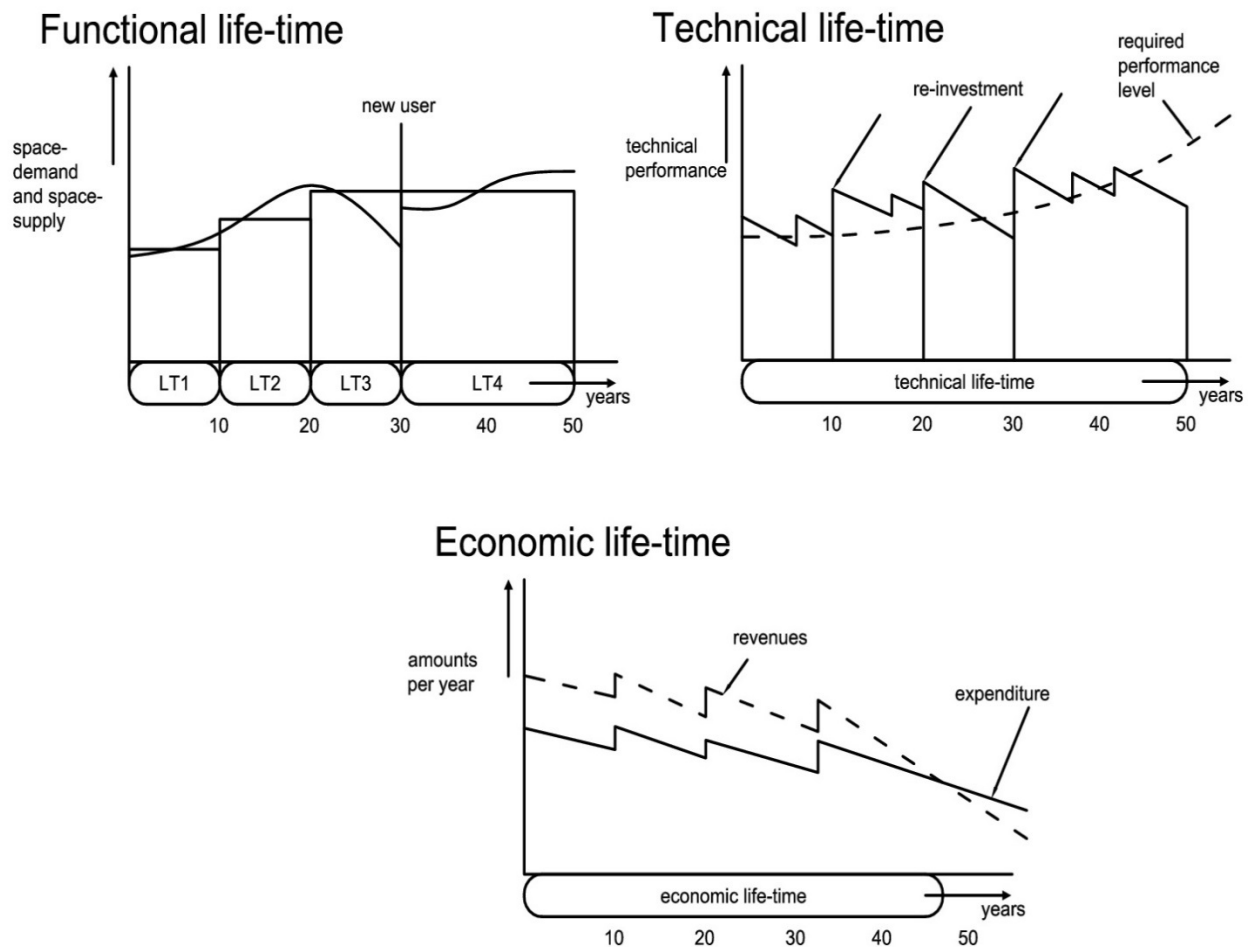 Functional life-time
new user
space-
demand
and space-
supply
LT1
LT2
LT3
LT4
years
10
20
30
40
50
Technical life-time
required
performance
level
re-investment
technical
performance
technical life-time
years
10
20
30
40
50
Economic life-time
revenues
amounts
per year
expenditure
economic life-time
years
10
20
30
40
50